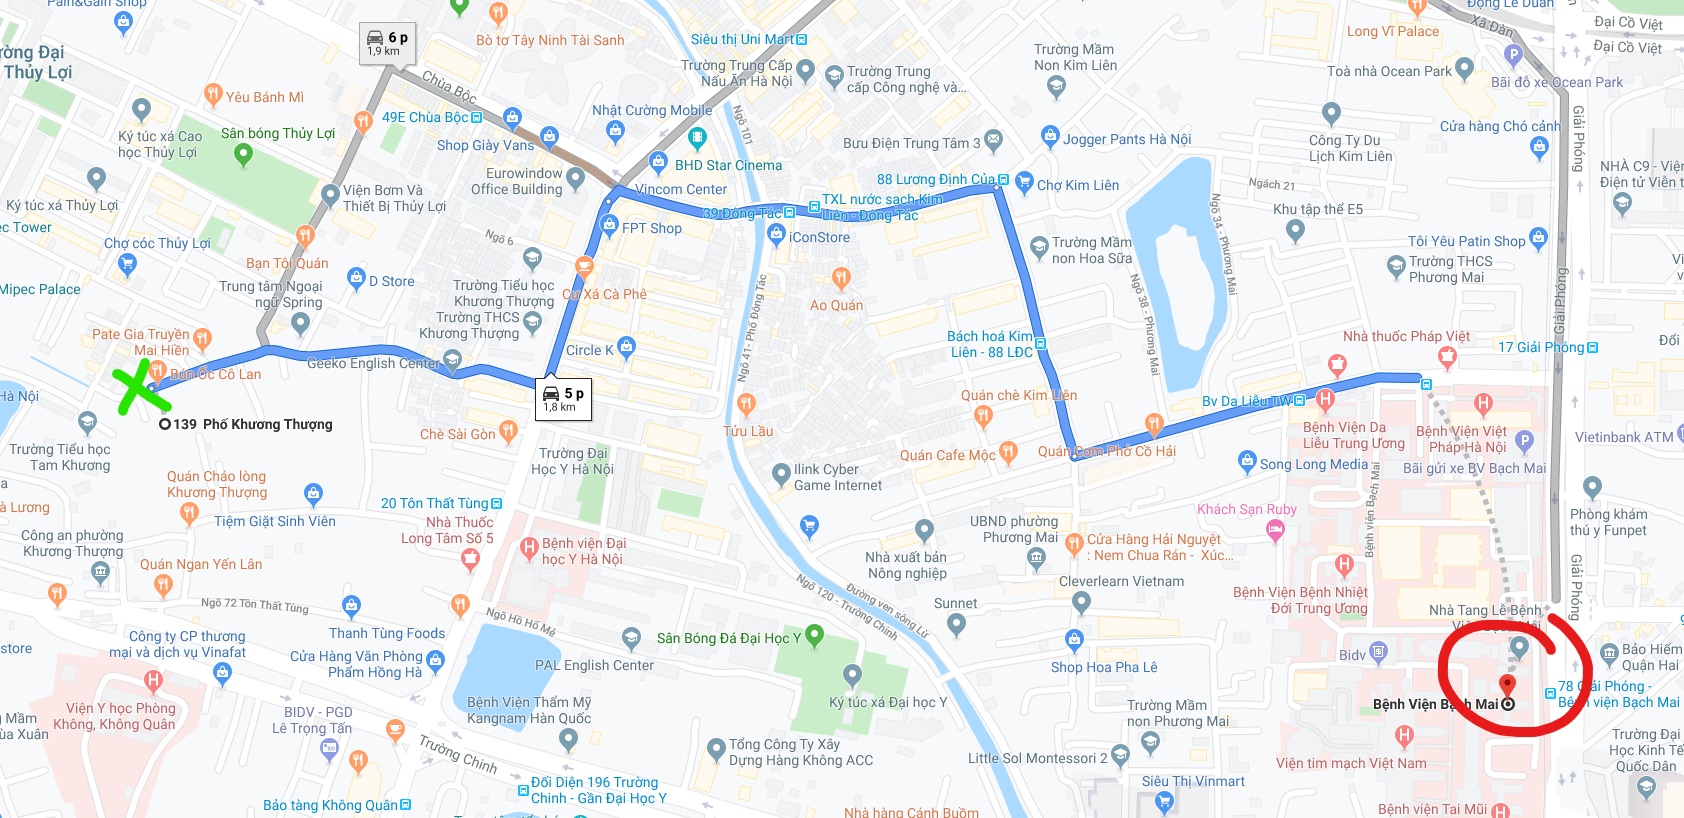 Pain&Gain Shop
Bò tơ Tây Ninh Tài Sanh
Siêu thị Uni Mart
Động Lê Duẩn
Xã Đàn
Đại Cồ Việt
Đại Cồ Việt
Long Vĩ Palace
Trường Mầm
Non Kim Liên
Toà nhà Ocean Park
Bãi đỗ xe Ocean Park
6 p
1,9 km
ường Đại
Thủy Lợi
Chùa Bộc
Trường Trung Cấp
Nấu Ăn Hà Nội
Trường Trung
cấp Công nghệ và...
Yêu Bánh Mì
49E Chùa Bộc
Nhật Cường Mobile
Ngõ 101
Giải Phóng
Ký túc xá Cao
học Thủy Lợi
Sân bóng Thủy Lợi
Shop Giày Vans
Bưu Điện Trung Tâm 3
Jogger Pants Hà Nội
Công Ty Du
Lịch Kim Liên
Cửa hàng Chó cảnh
BHD Star Cinema
Eurowindow
Office Building
NHÀ C9 - Viện
Điện tử Viễn t
88 Lương Định Của
Chợ Kim Liên
Ngách 21
Viện Bơm Và
Thiết Bị Thủy Lợi
Vincom Center
Ký túc xá Thủy Lợi
TXL nước sạch Kim
Liên - Đông Tác
39 Đông Tác
Khu tập thể E5
ec Tower
FPT Shop
Ngõ 6
iConStore
Ngõ 34 - Phương Mai
Chợ cóc Thủy Lợi
Trường Mầm
non Hoa Sữa
Tôi Yêu Patin Shop
Bạn Tôi Quán
Trường THCS
Phương Mai
Mipec Palace
D Store
Trung tâm Ngoại
ngữ Spring
Trường Tiểu học
Khương Thượng
Trường THCS
Khương Thượng
Cư Xá Cà Phê
Ao Quán
Ngõ 41- Phố Đông Tác
Ngõ 38 - Phương Mai
Giải Phóng
Pate Gia Truyền
Mai Hiền
Geeko English Center
Circle K
Bách hoá Kim
Liên - 88 LĐC
Nhà thuốc Pháp Việt
17 Giải Phóng
Bún Ốc Cô Lan
5 p
1,8 km
Hà Nội
Quán chè Kim Liên
Bv Da Liễu TW
139 Phố Khương Thượng
Chè Sài Gòn
Tửu Lầu
Bệnh Viện Da
Liễu Trung Ương
Bệnh Viện Việt
Pháp Hà Nội
Vietinbank ATM
Trường Tiểu học
Tam Khương
Trường Đại
Học Y Hà Nội
Quán Cafe Mộc
Quán Cơm Phở Cồ Hải
Song Long Media
Bãi gửi xe BV Bạch Mai
Quán Cháo lòng
Khương Thượng
Ilink Cyber
Game Internet
Bệnh viện Bạch Mai
à Lương
20 Tôn Thất Tùng
Tiệm Giặt Sinh Viên
Nhà Thuốc
Long Tâm Số 5
Khách Sạn Ruby
Phòng khám
thú y Funpet
UBND phường
Phương Mai
Công an phường
Khương Thượng
Bệnh viện Đại
học Y Hà Nội
Nhà xuất bản
Nông nghiệp
Cửa Hàng Hải Nguyệt
: Nem Chua Rán - Xúc...
Quán Ngan Yến Lân
Cleverlearn Vietnam
Bệnh Viện Bệnh Nhiệt
Đới Trung Ương
Giải Phóng
Ngõ 72 Tôn Thất Tùng
Ngõ Hồ Hố Mẻ
Ngõ 120 - Trường Chinh
Đường ven sông Lừ
Sunnet
Nhà Tang Lễ Bệnh
Viện Bạch Mai
Công ty CP thương
mại và dịch vụ Vinafat
Thanh Tùng Foods
store
Cửa Hàng Văn Phòng
Phẩm Hồng Hà
Sân Bóng Đá Đại Học Y
PAL English Center
Shop Hoa Pha Lê
Bidv
Bảo Hiểm
Quân Hai
78 Giải Phóng -
Bệnh viện Bạch Mai
Bệnh Viện Bạch Mai
Viện Y học Phòng
Không, Không Quân
BIDV - PGD
Lê Trọng Tấn
Bệnh Viện Thẩm Mỹ
Kangnam Hàn Quốc
Ký túc xá Đại học Y
Trường Mầm
non Phương Mai
Mầm
ùa Xuân
Trường Chinh
Tổng Công Ty Xây
Dựng Hàng Không ACC
Little Sol Montessori 2
Viện tim mạch Việt Nam
Trường Đại
Học Kinh Tế
Quốc Dân
Siêu Thị Vinmart
Đối Diện 196 Trường
Chinh - Gần Đại Học Y
Bảo tàng Không Quân
Nhà hàng Cánh Buồm
Bệnh viện Tai Mũi